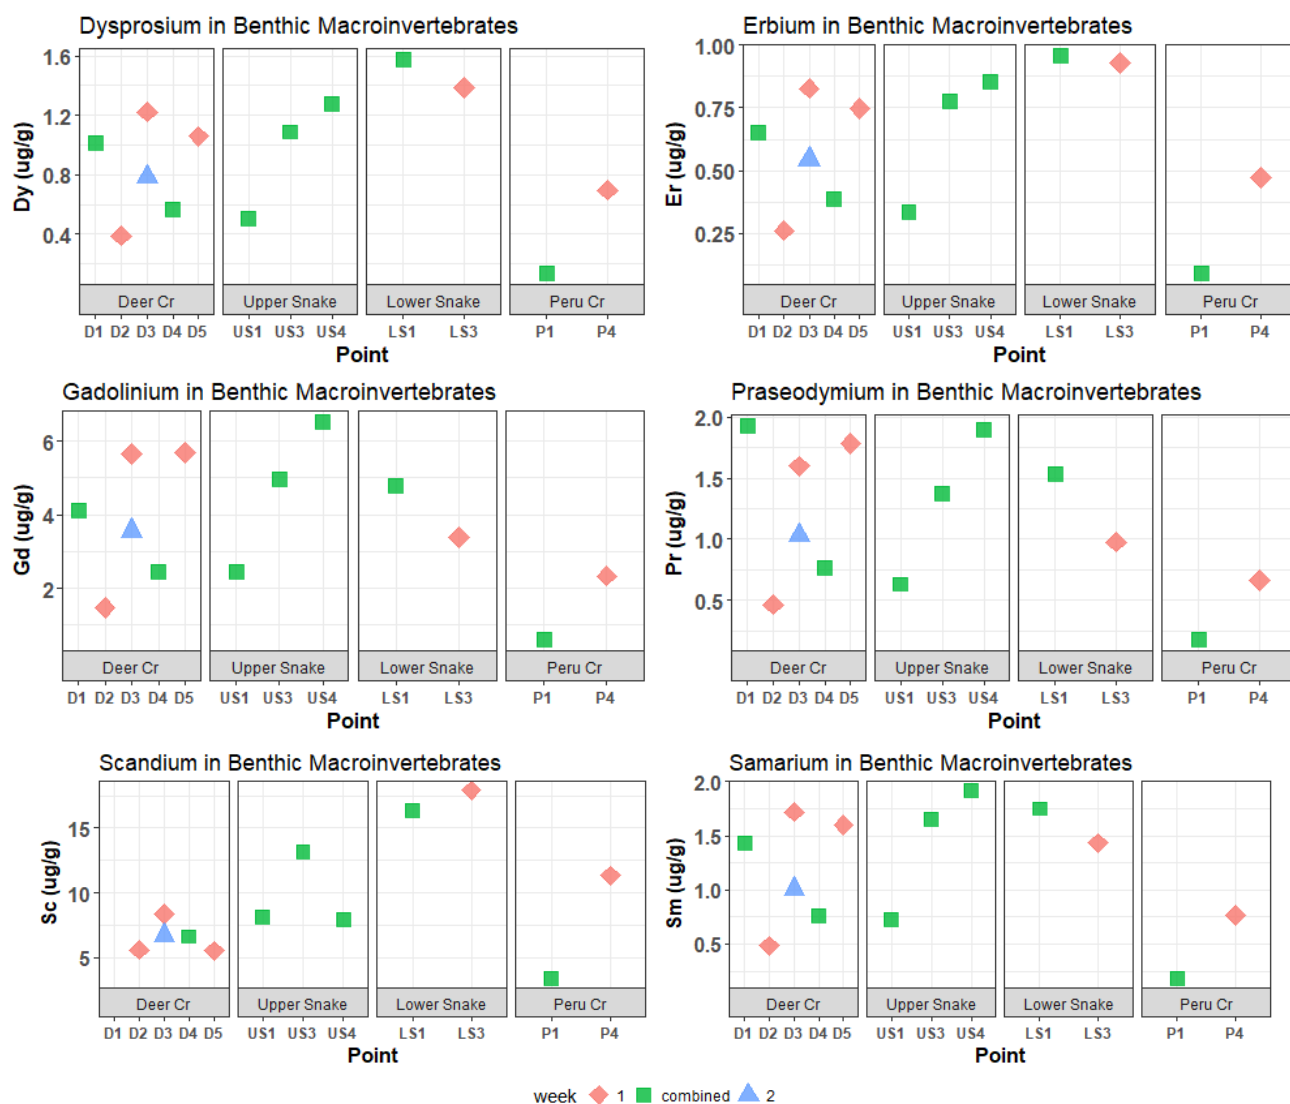 Dysprosium in Benthic Macroinvertebrates
Dy (ug/g)
1.6
1.2
0.8
0.4
Deer Cr Upper Snake Lower Snake Peru Cr
D1 D2 D3 D4 D5 US1 US3 US4 LS1 LS3 P1 P4
Point
Erbium in Benthic Macroinvertebrates
Er (ug/g)
1.00
0.75
0.50
0.25
Deer Cr Upper Snake Lower Snake Peru Cr
D1 D2 D3 D4 D5 US1 US3 US4 LS1 LS3 P1 P4
Point
Gadolinium in Benthic Macroinvertebrates
Gd (ug/g)
6
4
2
Deer Cr Upper Snake Lower Snake Peru Cr
D1 D2 D3 D4 D5 US1 US3 US4 LS1 LS3 P1 P4
Point
Praseodymium in Benthic Macroinvertebrates
Pr (ug/g)
2.0
1.5
1.0
0.5
Deer Cr Upper Snake Lower Snake Peru Cr
D1 D2 D3 D4 D5 US1 US3 US4 LS1 LS3 P1 P4
Point
Scandium in Benthic Macroinvertebrates
Sc (ug/g)
15
10
5
Deer Cr Upper Snake Lower Snake Peru Cr
D1 D2 D3 D4 D5 US1 US3 US4 LS1 LS3 P1 P4
Point
Samarium in Benthic Macroinvertebrates
Sm (ug/g)
2.0
1.5
1.0
0.5
Deer Cr Upper Snake Lower Snake Peru Cr
D1 D2 D3 D4 D5 US1 US3 US4 LS1 LS3 P1 P4
Point
week 1 combined 2